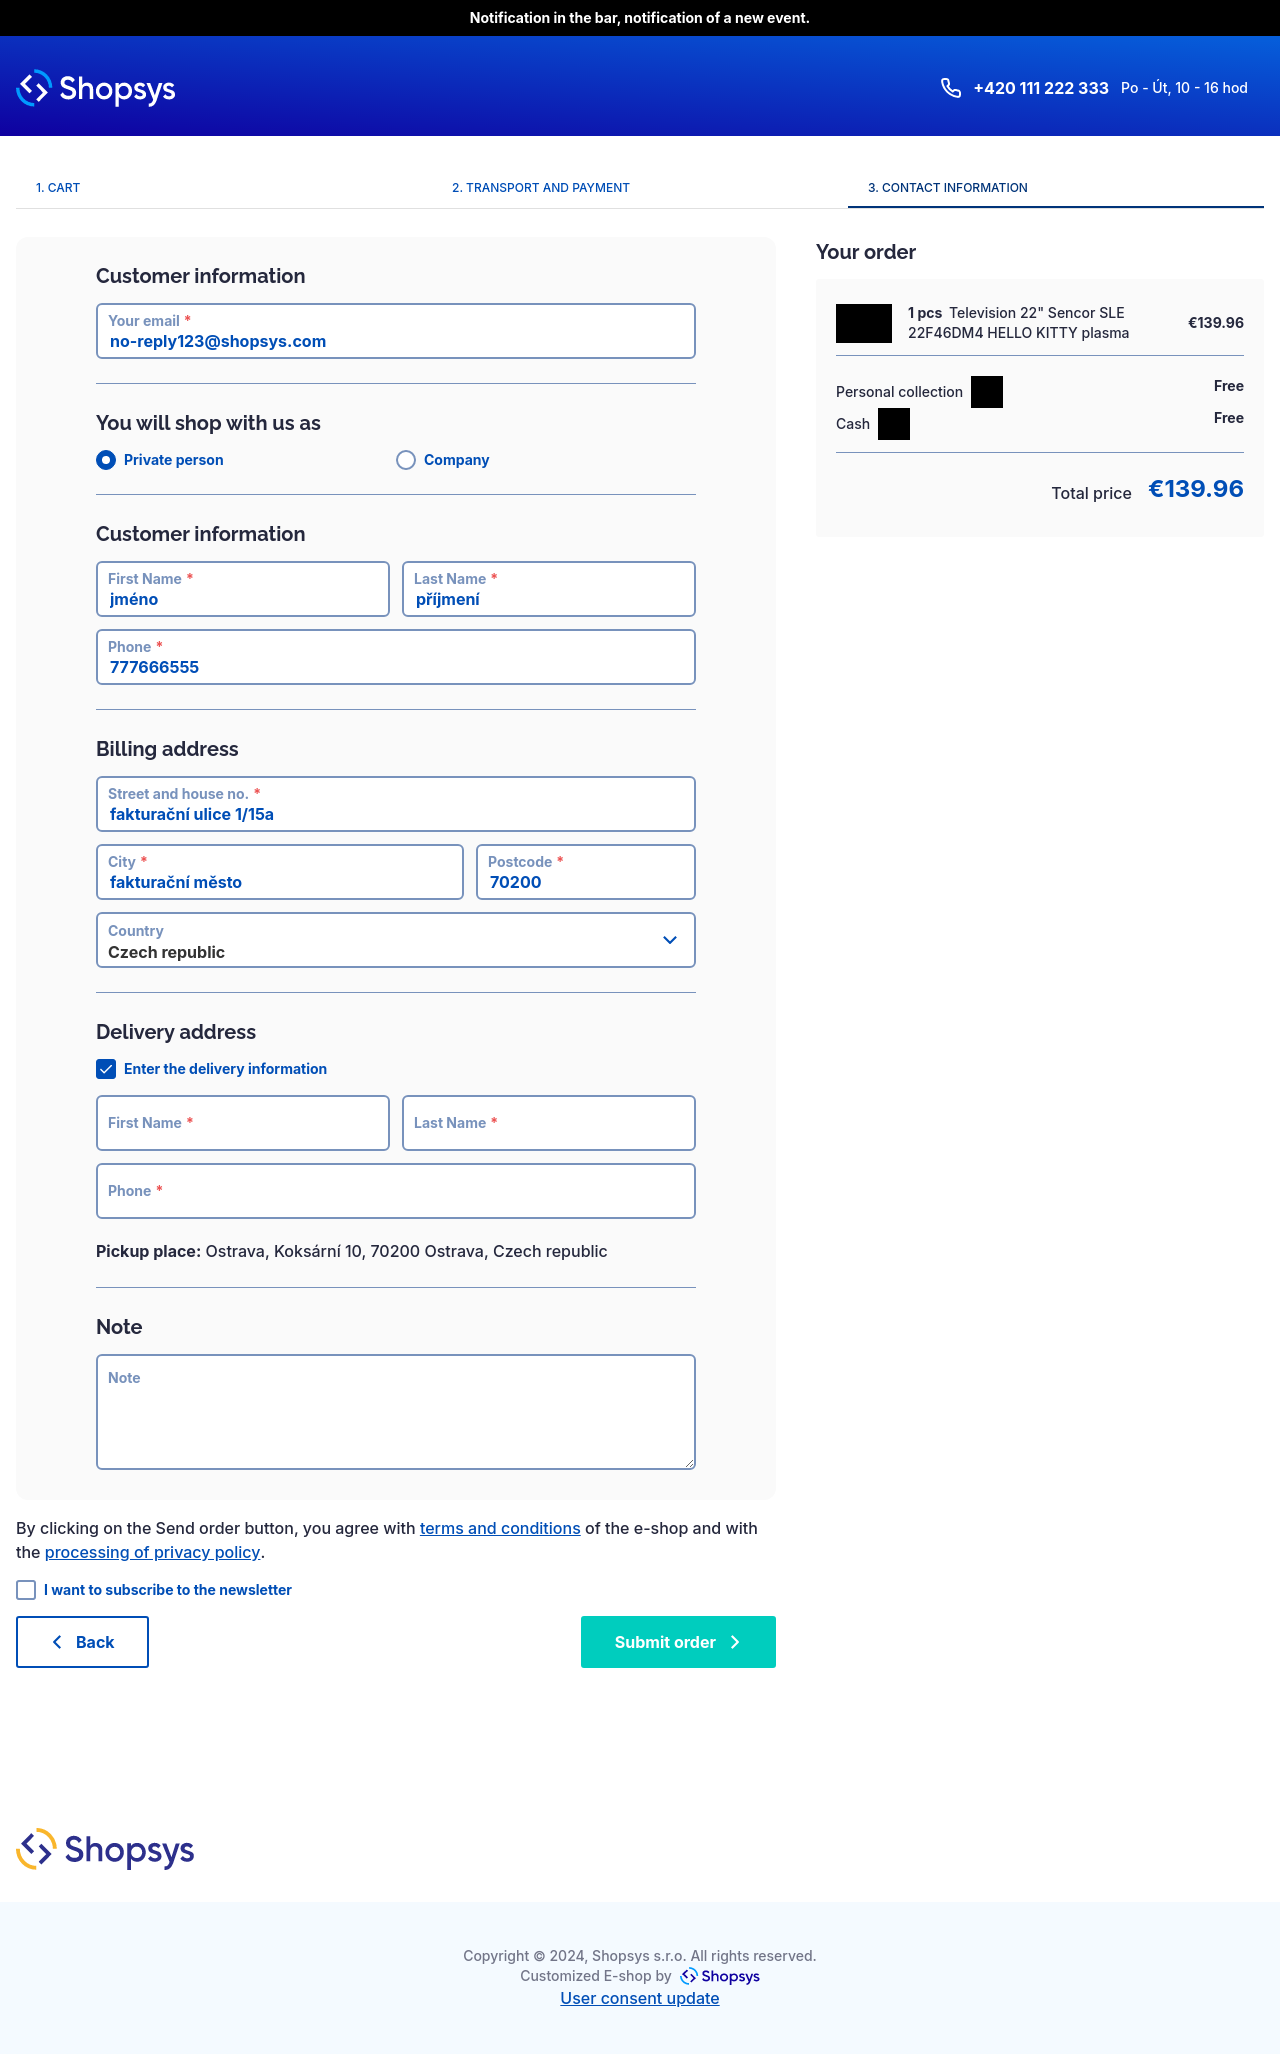 Notification in the bar, notification of a new event.
Shopsys
+420 111 222 333 Po - Út, 10 - 16 hod
1. CART
2. TRANSPORT AND PAYMENT
3. CONTACT INFORMATION
Customer information
Your email *
no-reply123@shopsys.com
You will shop with us as
Private person
Company
Customer information
First Name *
jméno
Last Name *
příjmení
Phone *
777666555
Billing address
Street and house no. *
fakturační ulice 1/15a
City *
fakturační město
Postcode *
70200
Country
Czech republic
Delivery address
Enter the delivery information
First Name *
Last Name *
Phone *
Pickup place: Ostrava, Koksární 10, 70200 Ostrava, Czech republic
Note
Note
Your order
1 pcs Television 22" Sencor SLE
22F46DM4 HELLO KITTY plasma
€139.96
Personal collection
Free
Cash
Free
Total price €139.96
By clicking on the Send order button, you agree with terms and conditions of the e-shop and with
the processing of privacy policy.
I want to subscribe to the newsletter
Back
Submit order
Shopsys
Copyright © 2024, Shopsys s.r.o. All rights reserved.
Customized E-shop by Shopsys
User consent update